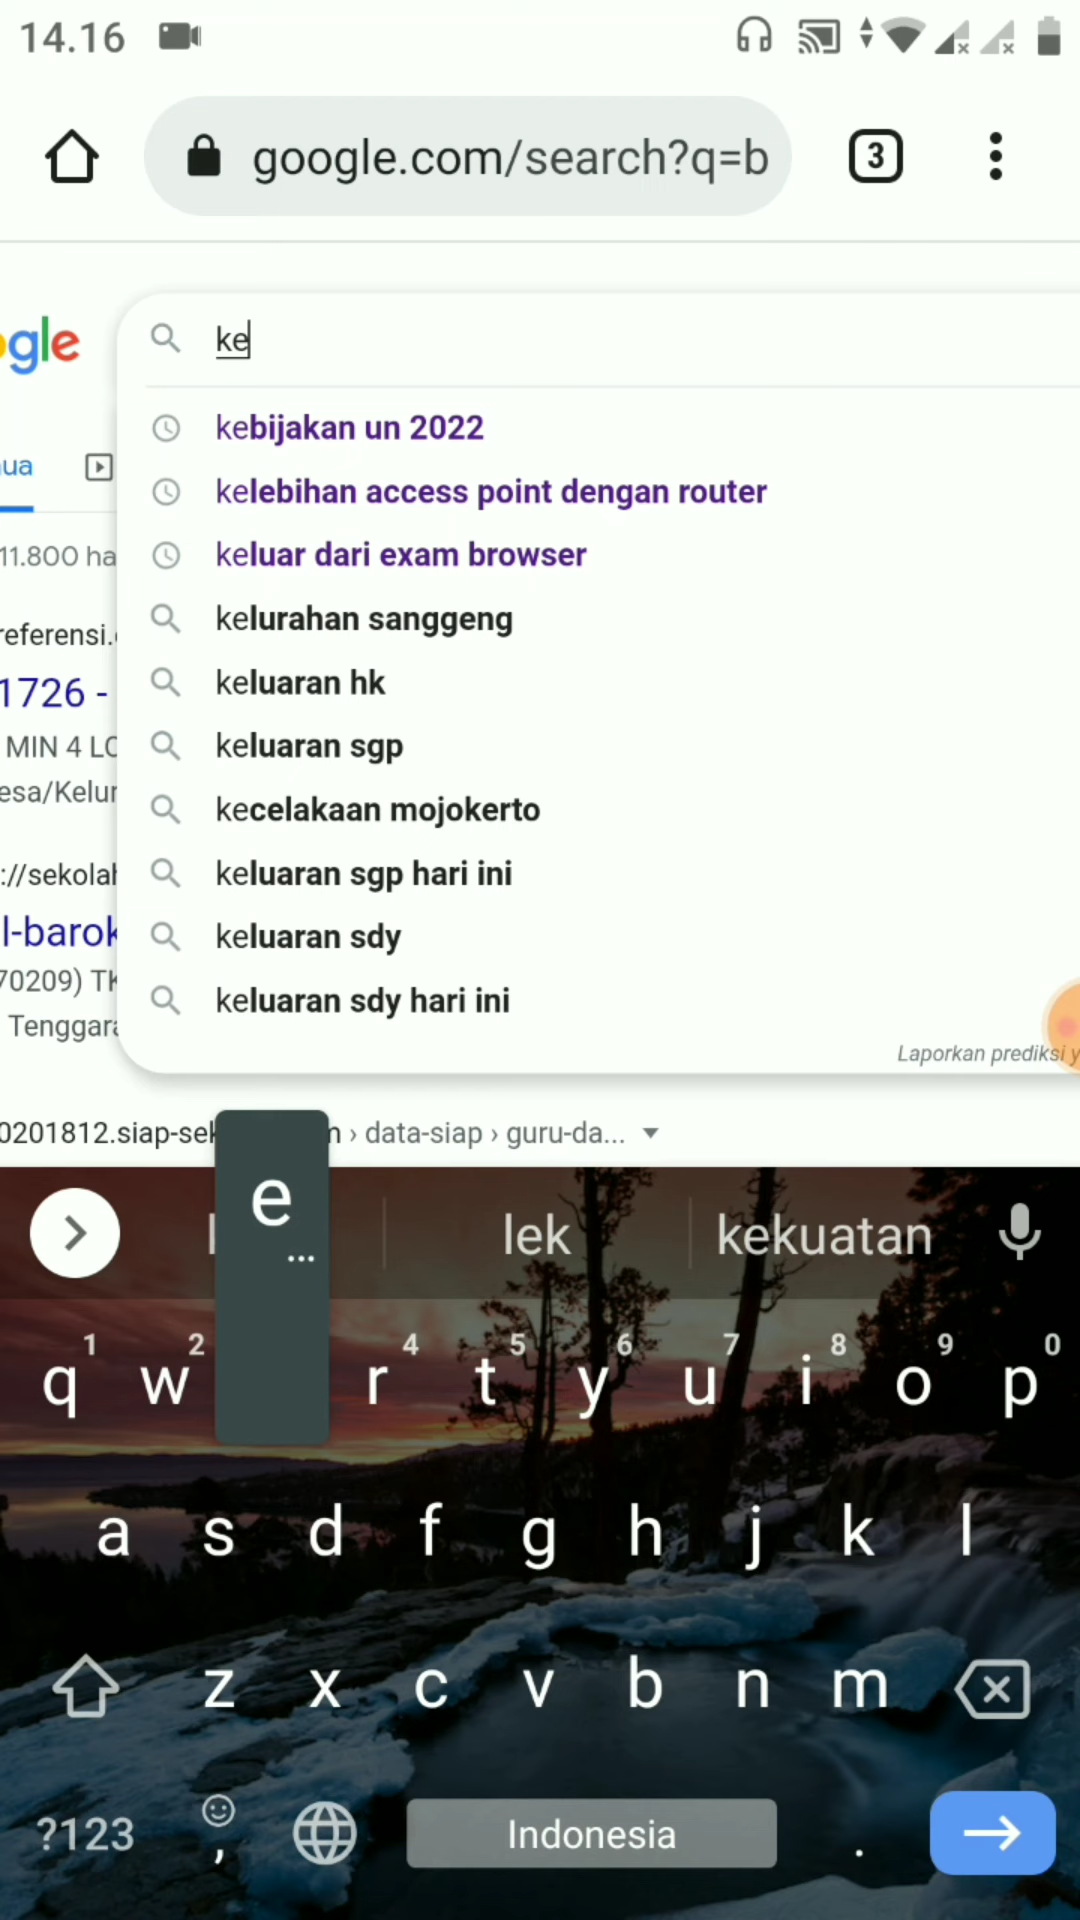 14.16
google.com/search?q=b
3
ogle
ke
kebijakan un 2022
ua
kelebihan access point dengan router
keluar dari exam browser
11.800 ha
kelurahan sanggeng
referensi.
keluaran hk
1726 -
keluaran sgp
MIN 4 LO
esa/Kelur
kecelakaan mojokerto
keluaran sgp hari ini
://sekolah
keluaran sdy
l-barok
70209) TK
keluaran sdy hari ini
Tenggara
Laporkan prediksi y
0201812.siap-sek m › data-siap › guru-da...
e
...
lek kekuatan
1 2 4 5 6 7 8 9 0
q w r t y u i o p
a s d f g h j k l
z x c v b n m
?123 , Indonesia .